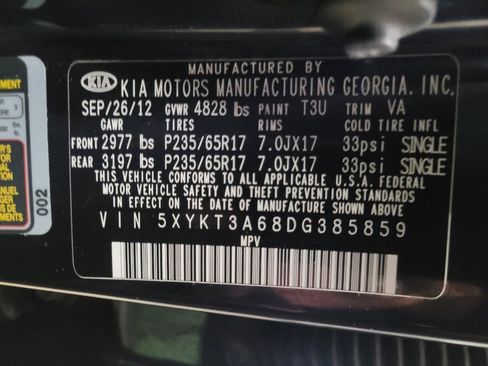 MANUFACTURED BY
KIA KIA MOTORS MANUFACTURING GEORGIA, INC.
SEP/26/12 GVWR 4828 lbs PAINT T3U TRIM VA
GAWR TIRES RIMS COLD TIRE INFL
FRONT 2977 lbs P235/65R17 7.0JX17 33psi SINGLE
REAR 3197 lbs P235/65R17 7.0JX17 33psi SINGLE
THIS VEHICLE CONFORMS TO ALL APPLICABLE U.S.A. FEDERAL
MOTOR VEHICLE SAFETY AND THEFT PREVENTION STANDARDS
IN EFFECT ON THE DATE OF MANUFACTURE SHOWN ABOVE.
VIN 5XYKT3A68DG385859
MPV
002